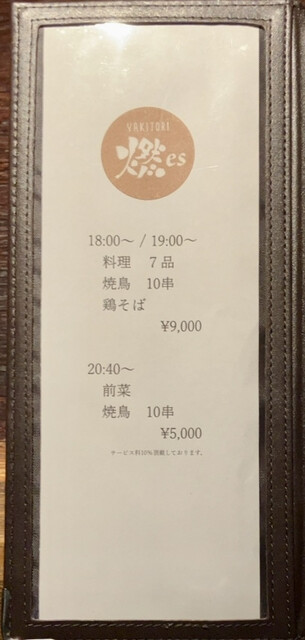 YAKITORI
燃es
18:00〜 / 19:00〜
料理 7品
焼鳥 10串
鶏そば
¥9,000
20:40〜
前菜
焼鳥 10串
¥5,000
サービス料10%頂戴しております。